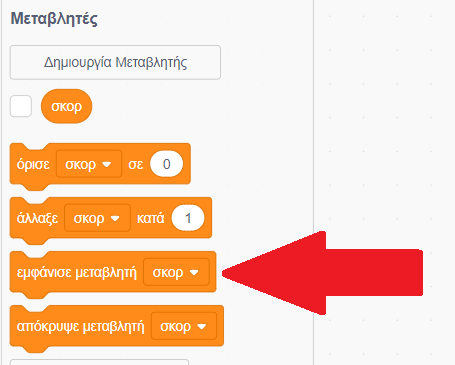 Μεταβλητές
Δημιουργία Μεταβλητής
σκορ
όρισε σκορ σε 0
άλλαξε σκορ κατά 1
εμφάνισε μεταβλητή σκορ
απόκρυψε μεταβλητή σκορ